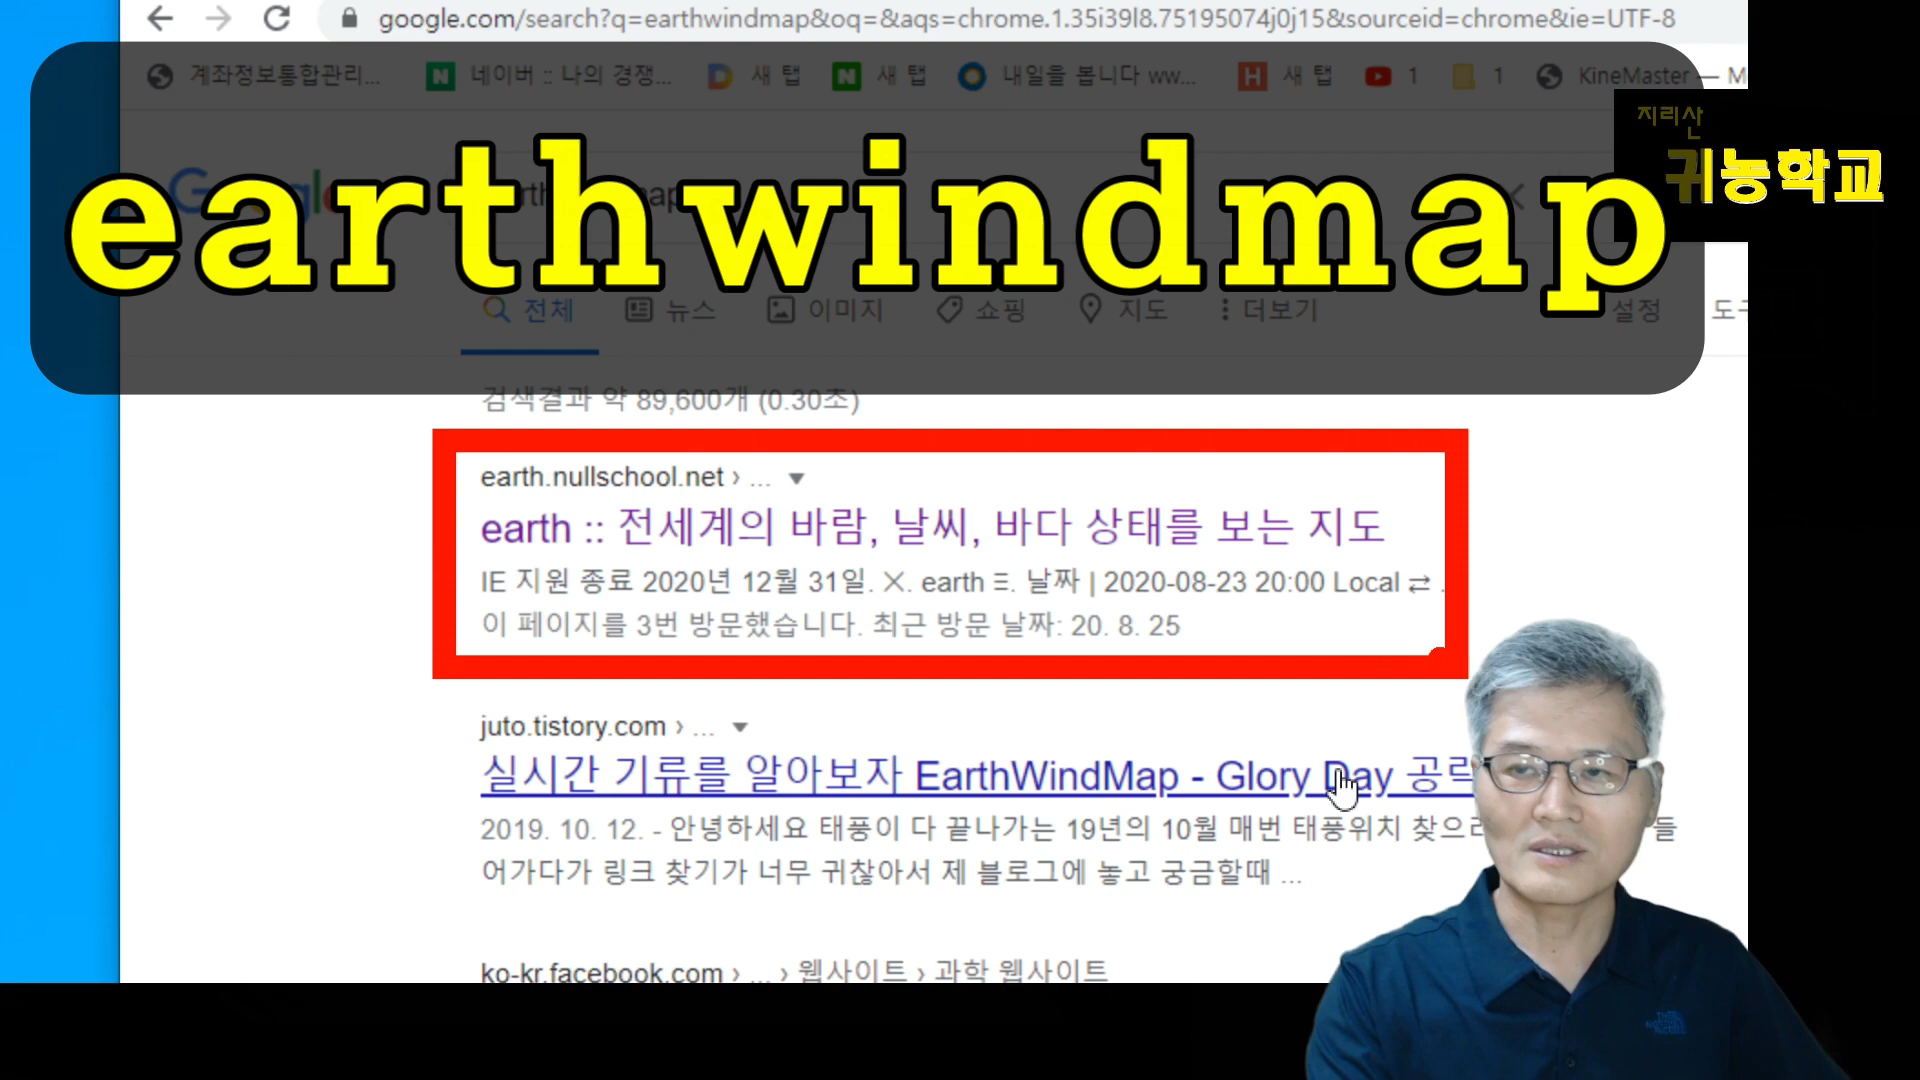 google.com/search?q=earthwindmap&oq=&aqs=chrome.1.35i39l8.75195074j0j15&sourceid=chrome&ie=UTF-8
계좌정보통합관리... 네이버 :: 나의 경쟁... 새 탭 새 탭 내일을 봅니다 ww... 새 탭 1 1 KineMaster — M
지리산
귀농학교
earthwindmap
전체 뉴스 이미지 쇼핑 지도 더보기 설정
검색결과 약 89,600개 (0.30초)
earth.nullschool.net › ...
earth :: 전세계의 바람, 날씨, 바다 상태를 보는 지도
IE 지원 종료 2020년 12월 31일. ✕. earth Ξ. 날짜 | 2020-08-23 20:00 Local ⇄ .
이 페이지를 3번 방문했습니다. 최근 방문 날짜: 20. 8. 25
juto.tistory.com › ...
실시간 기류를 알아보자 EarthWindMap - Glory Day 공략
2019. 10. 12. - 안녕하세요 태풍이 다 끝나가는 19년의 10월 매번 태풍위치 찾으러 들
어가다가 링크 찾기가 너무 귀찮아서 제 블로그에 놓고 궁금할때 ...
ko-kr.facebook.com › ... › 웹사이트 › 과학 웹사이트